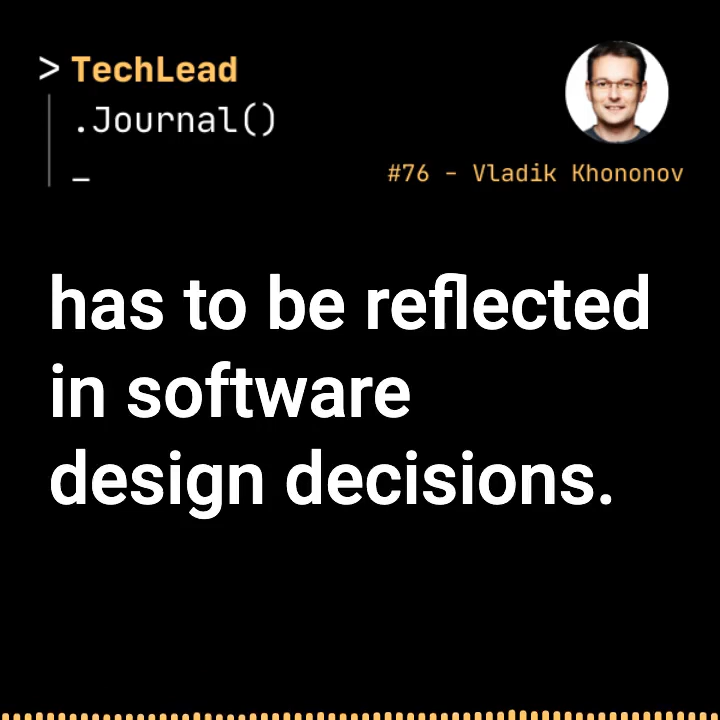 > TechLead
.Journal()
_
#76 - Vladik Khononov
has to be reflected
in software
design decisions.